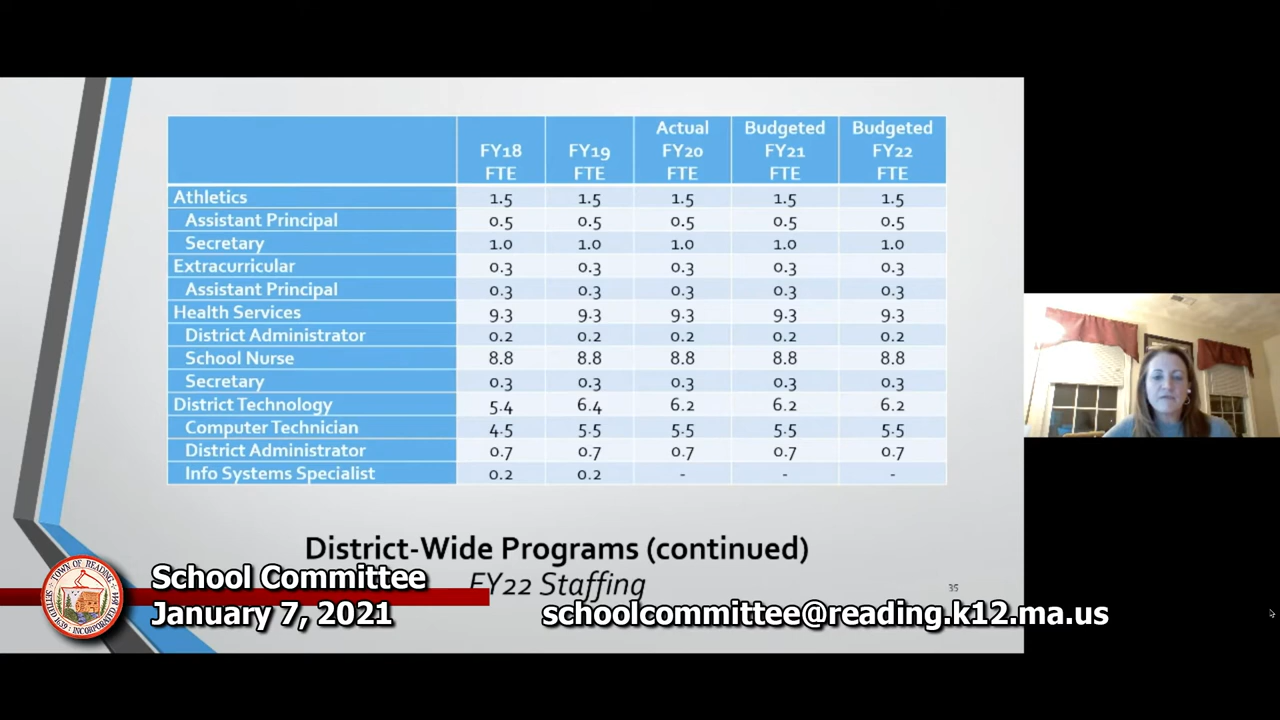 Actual Budgeted Budgeted
FY18 FY19 FY20 FY21 FY22
FTE FTE FTE FTE FTE
Athletics 1.5 1.5 1.5 1.5 1.5
Assistant Principal 0.5 0.5 0.5 0.5 0.5
Secretary 1.0 1.0 1.0 1.0 1.0
Extracurricular 0.3 0.3 0.3 0.3 0.3
Assistant Principal 0.3 0.3 0.3 0.3 0.3
Health Services 9.3 9.3 9.3 9.3 9.3
District Administrator 0.2 0.2 0.2 0.2 0.2
School Nurse 8.8 8.8 8.8 8.8 8.8
Secretary 0.3 0.3 0.3 0.3 0.3
District Technology 5.4 6.4 6.2 6.2 6.2
Computer Technician 4.5 5.5 5.5 5.5 5.5
District Administrator 0.7 0.7 0.7 0.7 0.7
Info Systems Specialist 0.2 0.2 - - -
District-Wide Programs (continued)
FY22 Staffing
35
TOWN OF READING
SETTLED 1639 INCORPORATED 1644
School Committee
January 7, 2021
schoolcommittee@reading.k12.ma.us